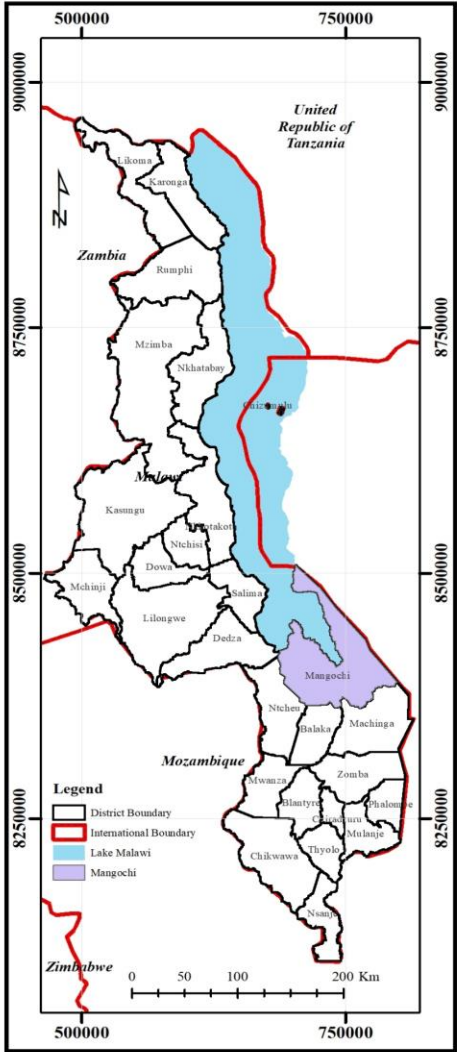 500000
750000
9000000
9000000
United
Republic of
Tanzania
Likoma
Karonga
Zambia
Rumphi
8750000
8750000
Mzimba
Nkhatabay
Chizumulu
Malawi
Kasungu
Ntchisi
8500000
8500000
Dowa
Mchinji
Salima
Lilongwe
Dedza
Mangochi
Ntcheu
Balaka
Machinga
Mozambique
Mwanza
Zomba
Blantyre
Phalombe
8250000
8250000
Mulanje
Thyolo
Chikwawa
Nsanje
Legend
District Boundary
International Boundary
Lake Malawi
Mangochi
Zimbabwe
0 50 100 200 Km
500000
750000